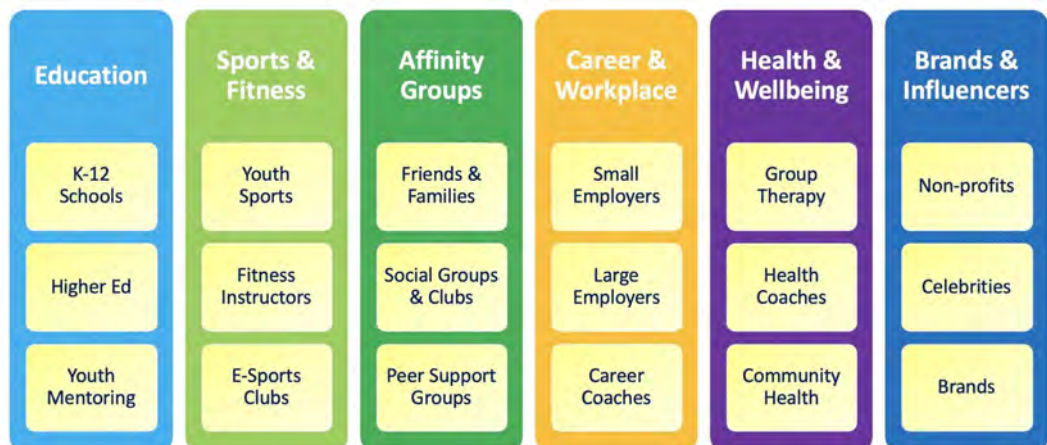 Education
K-12
Schools
Higher Ed
Youth
Mentoring
Sports &
Fitness
Youth
Sports
Fitness
Instructors
E-Sports
Clubs
Affinity
Groups
Friends &
Families
Social Groups
& Clubs
Peer Support
Groups
Career &
Workplace
Small
Employers
Large
Employers
Career
Coaches
Health &
Wellbeing
Group
Therapy
Health
Coaches
Community
Health
Brands &
Influencers
Non-profits
Celebrities
Brands